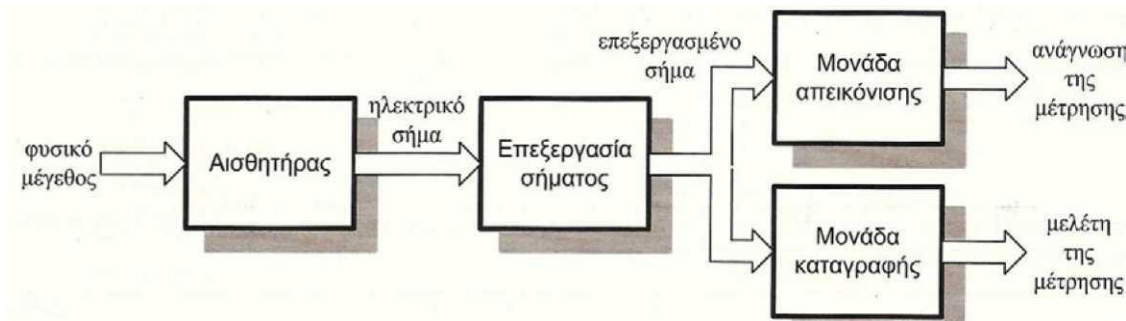 φυσικό
μέγεθος
Αισθητήρας
ηλεκτρικό
σήμα
Επεξεργασία
σήματος
επεξεργασμένο
σήμα
Μονάδα
απεικόνισης
ανάγνωση
της
μέτρησης
Μονάδα
καταγραφής
μελέτη
της
μέτρησης